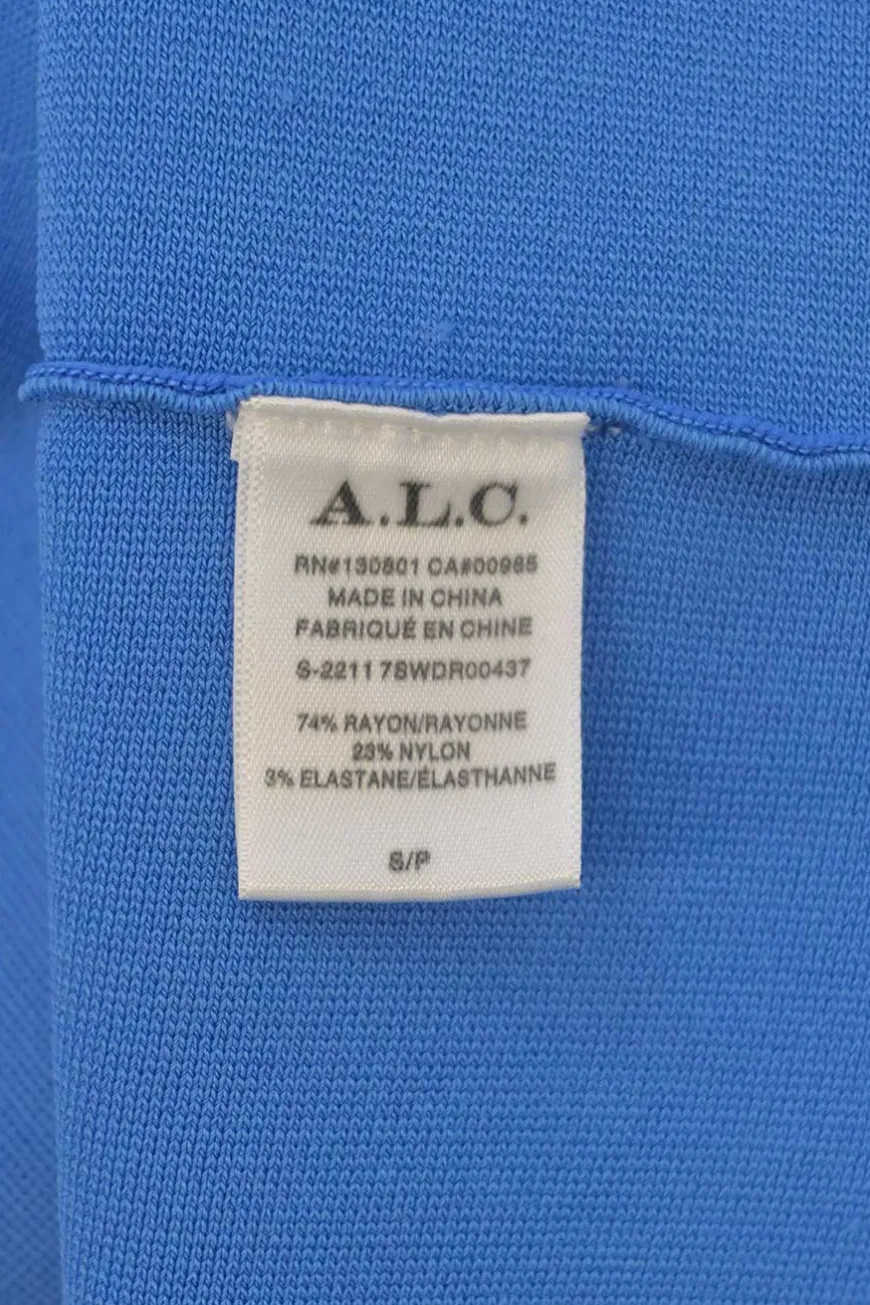 A.L.C.
RN#130801 CA#00985
MADE IN CHINA
FABRIQUÉ EN CHINE
S-2211 7SWDR00437
74% RAYON/RAYONNE
23% NYLON
3% ELASTANE/ÉLASTHANNE
S/P